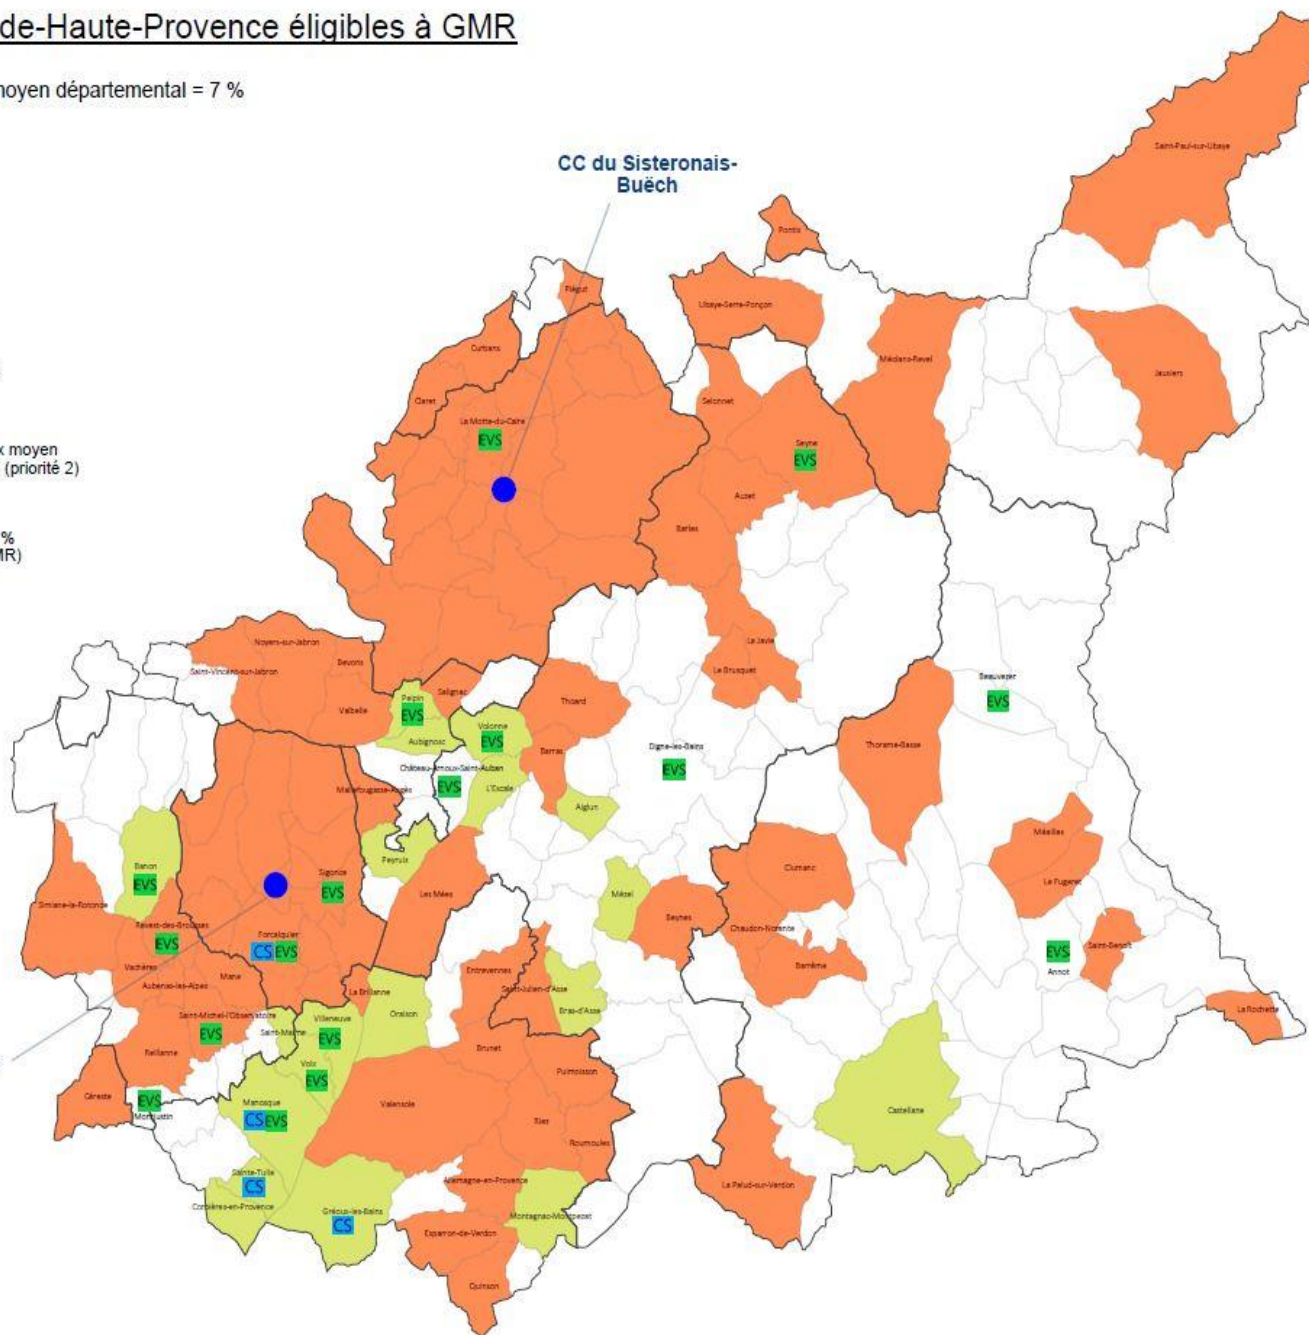 de-Haute-Provence éligibles à GMR
moyen départemental = 7 %
CC du Sisteronais-
Buëch
Saint-Paul-sur-Ubaye
Pontis
Piégut
Ubaye-Serre-Ponçon
Curbans
Méolans-Revel
Jausiers
Claret
Selonnet
La Motte-du-Caire
EVS
Seyne
EVS
x moyen
(priorité 2)
Auzet
Barles
%
MR)
Noyers-sur-Jabron
La Javie
Bevons
Saint-Vincent-sur-Jabron
Le Brusquet
Beauvezer
EVS
Salignac
Peipin
EVS
Thoard
Valbelle
Volonne
EVS
Aubignosc
Barras
Digne-les-Bains
EVS
Thorame-Basse
Château-Arnoux-Saint-Auban
EVS
Mallefougasse-Augès
L'Escale
Aiglun
Méailles
Peyruis
Banon
EVS
Clumanc
Sigonce
EVS
Le Fugeret
Les Mées
Mézel
Simiane-la-Rotonde
Beynes
Revest-des-Brousses
EVS
Chaudon-Norante
Forcalquier
CS EVS
Saint-Benoit
EVS
Annot
Vachères
Barrême
Entrevennes
Mane
Aubenas-les-Alpes
Saint-Julien-d'Asse
La Brillanne
Bras-d'Asse
La Rochette
Saint-Michel-l'Observatoire
EVS
Villeneuve
EVS
Oraison
Saint-Maime
Brunet
Reillanne
Volx
EVS
Puimoisson
Céreste
EVS
Montjustin
Manosque
CS EVS
Valensole
Castellane
Riez
Roumoules
Sainte-Tulle
CS
Allemagne-en-Provence
La Palud-sur-Verdon
Corbières-en-Provence
Gréoux-les-Bains
CS
Montagnac-Montpezat
Esparron-de-Verdon
Quinson